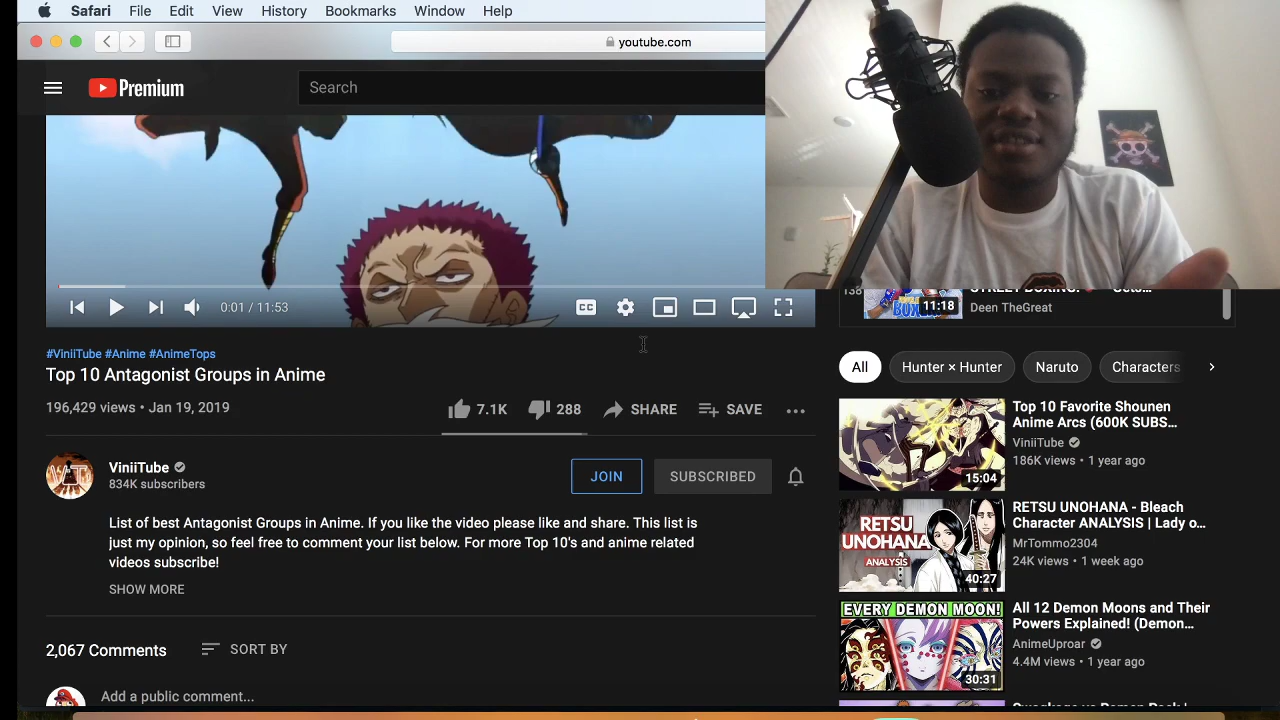 Safari File Edit View History Bookmarks Window Help
youtube.com
Premium
Search
0:01 / 11:53
CC
#ViniiTube #Anime #AnimeTops
Top 10 Antagonist Groups in Anime
196,429 views • Jan 19, 2019
7.1K 288 SHARE SAVE
ViniiTube
834K subscribers
JOIN SUBSCRIBED
List of best Antagonist Groups in Anime. If you like the video please like and share. This list is
just my opinion, so feel free to comment your list below. For more Top 10's and anime related
videos subscribe!
SHOW MORE
2,067 Comments SORT BY
Add a public comment...
138
11:18
Deen TheGreat
All Hunter × Hunter Naruto Characters
Top 10 Favorite Shounen
Anime Arcs (600K SUBS...
ViniiTube
186K views • 1 year ago
15:04
RETSU
UNOHANA
ANALYSIS
40:27
RETSU UNOHANA - Bleach
Character ANALYSIS | Lady o...
MrTommo2304
24K views • 1 week ago
EVERY DEMON MOON!
30:31
All 12 Demon Moons and Their
Powers Explained! (Demon...
AnimeUproar
4.4M views • 1 year ago